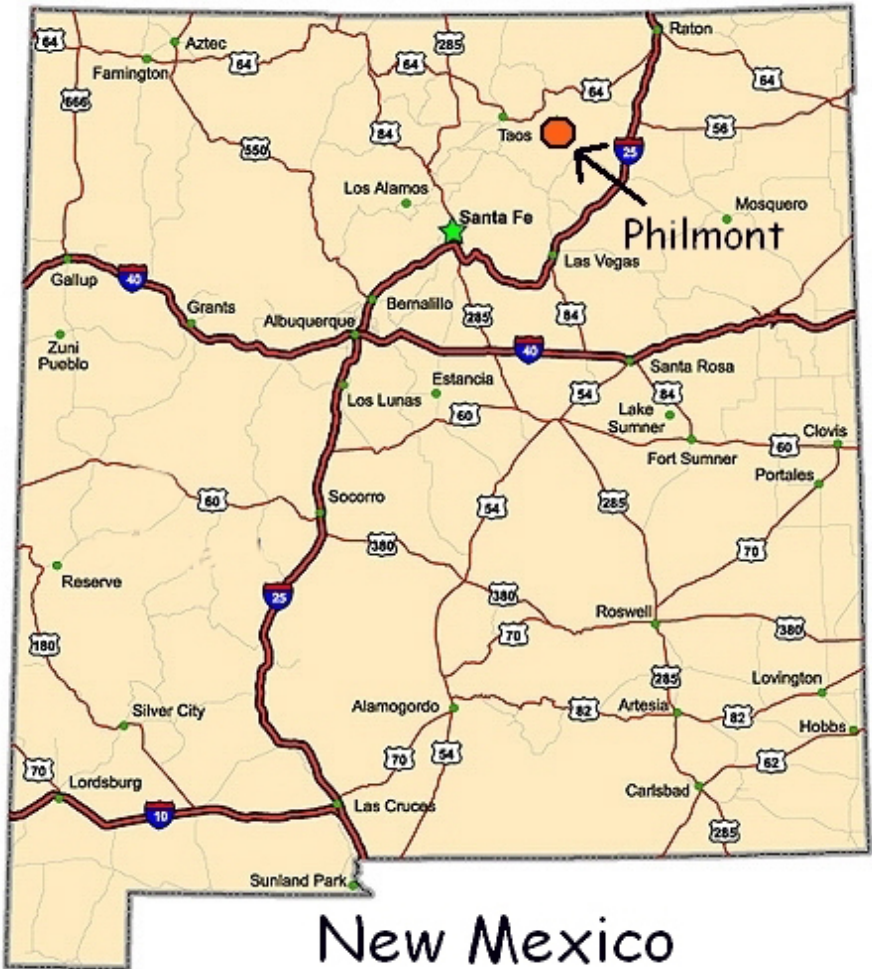 Raton
64
Aztec
285
64
Famington
64
64
64
666
Taos
56
84
550
25
Los Alamos
Mosquero
Santa Fe
Philmont
Las Vegas
Gallup
40
Bernalillo
Grants
285
84
Albuquerque
40
Zuni
Pueblo
Santa Rosa
Estancia
Los Lunas
54
84
60
Lake
Sumner
Clovis
60
Fort Sumner
Portales
60
Socorro
54
285
380
70
Reserve
25
380
Roswell
70
380
180
285
Lovington
Silver City
Alamogordo
82
Artesia
82
Hobbs
70
54
62
70
Lordsburg
Carlsbad
10
Las Cruces
285
Sunland Park
New Mexico